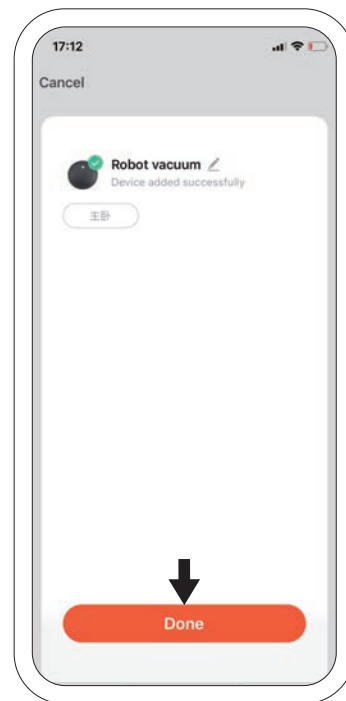 17:12
Cancel
Robot vacuum
Device added successfully
主卧
Done